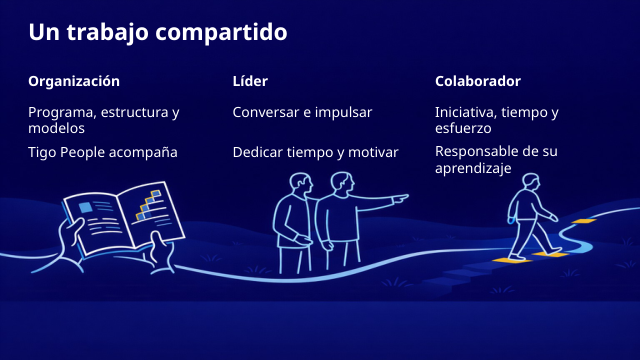 Un trabajo compartido
Organización
Programa, estructura y
modelos
Tigo People acompaña
Líder
Conversar e impulsar
Dedicar tiempo y motivar
Colaborador
Iniciativa, tiempo y
esfuerzo
Responsable de su
aprendizaje